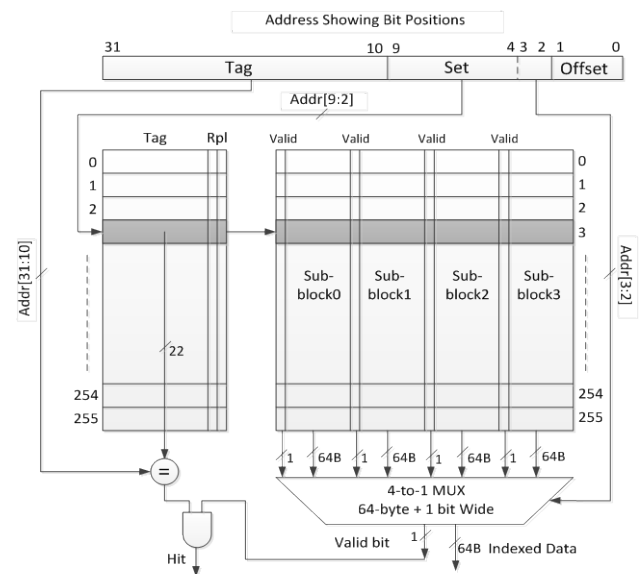 Address Showing Bit Positions
31 10 9 4 3 2 1 0
Tag Set Offset
Addr[9:2]
Tag Rpl Valid Valid Valid Valid
0 0
1 1
2 2
3
Addr[31:10]
Addr[3:2]
Sub-block0 Sub-block1 Sub-block2 Sub-block3
22
254 254
255 255
1 64B 1 64B 1 64B 1 64B
=
4-to-1 MUX
64-byte + 1 bit Wide
Valid bit 1 64B Indexed Data
Hit